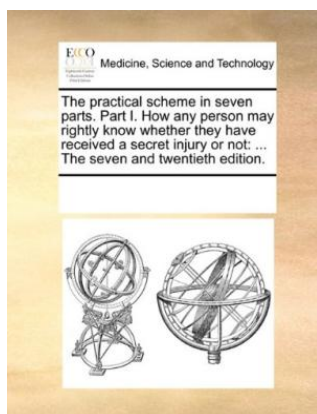 ECCO
Medicine, Science and Technology
The practical scheme in seven
parts. Part I. How any person may
rightly know whether they have
received a secret injury or not: ...
The seven and twentieth edition.